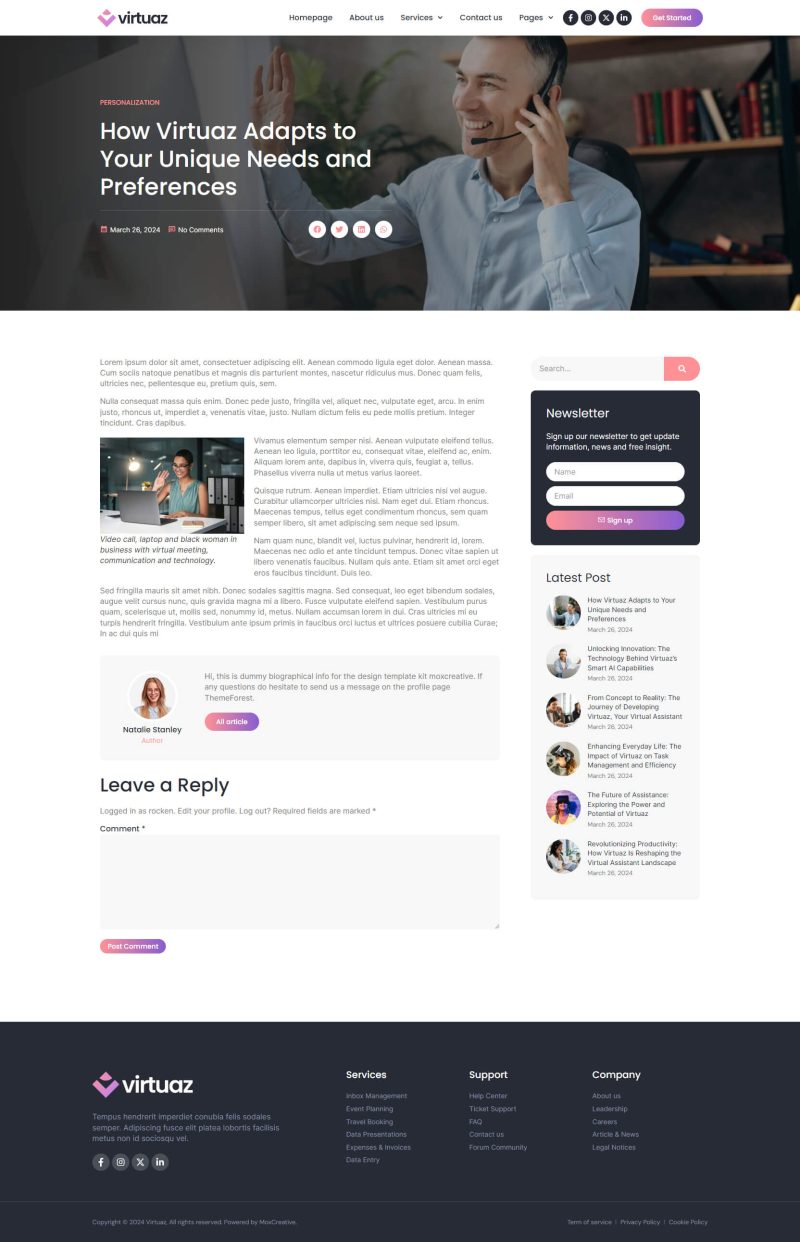 virtuaz
Homepage About us Services Contact us Pages Get Started
PERSONALIZATION
How Virtuaz Adapts to
Your Unique Needs and
Preferences
March 26, 2024 No Comments
Lorem ipsum dolor sit amet, consectetuer adipiscing elit. Aenean commodo ligula eget dolor. Aenean massa.
Cum sociis natoque penatibus et magnis dis parturient montes, nascetur ridiculus mus. Donec quam felis,
ultricies nec, pellentesque eu, pretium quis, sem.
Nulla consequat massa quis enim. Donec pede justo, fringilla vel, aliquet nec, vulputate eget, arcu. In enim
justo, rhoncus ut, imperdiet a, venenatis vitae, justo. Nullam dictum felis eu pede mollis pretium. Integer
tincidunt. Cras dapibus.
Vivamus elementum semper nisi. Aenean vulputate eleifend tellus.
Aenean leo ligula, porttitor eu, consequat vitae, eleifend ac, enim.
Aliquam lorem ante, dapibus in, viverra quis, feugiat a, tellus.
Phasellus viverra nulla ut metus varius laoreet.
Quisque rutrum. Aenean imperdiet. Etiam ultricies nisi vel augue.
Curabitur ullamcorper ultricies nisi. Nam eget dui. Etiam rhoncus.
Maecenas tempus, tellus eget condimentum rhoncus, sem quam
semper libero, sit amet adipiscing sem neque sed ipsum.
Nam quam nunc, blandit vel, luctus pulvinar, hendrerit id, lorem.
Maecenas nec odio et ante tincidunt tempus. Donec vitae sapien ut
libero venenatis faucibus. Nullam quis ante. Etiam sit amet orci eget
eros faucibus tincidunt. Duis leo.
Video call, laptop and black woman in
business with virtual meeting,
communication and technology.
Sed fringilla mauris sit amet nibh. Donec sodales sagittis magna. Sed consequat, leo eget bibendum sodales,
augue velit cursus nunc, quis gravida magna mi a libero. Fusce vulputate eleifend sapien. Vestibulum purus
quam, scelerisque ut, mollis sed, nonummy id, metus. Nullam accumsan lorem in dui. Cras ultricies mi eu
turpis hendrerit fringilla. Vestibulum ante ipsum primis in faucibus orci luctus et ultrices posuere cubilia Curae;
In ac dui quis mi
Hi, this is dummy biographical info for the design template kit moxcreative. If
any questions do hesitate to send us a message on the profile page
ThemeForest.
All article
Natalie Stanley
Author
Leave a Reply
Logged in as rocken. Edit your profile. Log out? Required fields are marked *
Comment *
Post Comment
Search...
Newsletter
Sign up our newsletter to get update
information, news and free insight.
Name
Email
Sign up
Latest Post
How Virtuaz Adapts to Your
Unique Needs and
Preferences
March 26, 2024
Unlocking Innovation: The
Technology Behind Virtuaz's
Smart AI Capabilities
March 26, 2024
From Concept to Reality: The
Journey of Developing
Virtuaz, Your Virtual Assistant
March 26, 2024
Enhancing Everyday Life: The
Impact of Virtuaz on Task
Management and Efficiency
March 26, 2024
The Future of Assistance:
Exploring the Power and
Potential of Virtuaz
March 26, 2024
Revolutionizing Productivity:
How Virtuaz Is Reshaping the
Virtual Assistant Landscape
March 26, 2024
virtuaz
Tempus hendrerit imperdiet conubia felis sodales
semper. Adipiscing fusce elit platea lobortis facilisis
metus non id sociosqu vel.
Services
Inbox Management
Event Planning
Travel Booking
Data Presentations
Expenses & Invoices
Data Entry
Support
Help Center
Ticket Support
FAQ
Contact us
Forum Community
Company
About us
Leadership
Careers
Article & News
Legal Notices
Copyright © 2024 Virtuaz, All rights reserved. Powered by MoxCreative.
Term of service | Privacy Policy | Cookie Policy